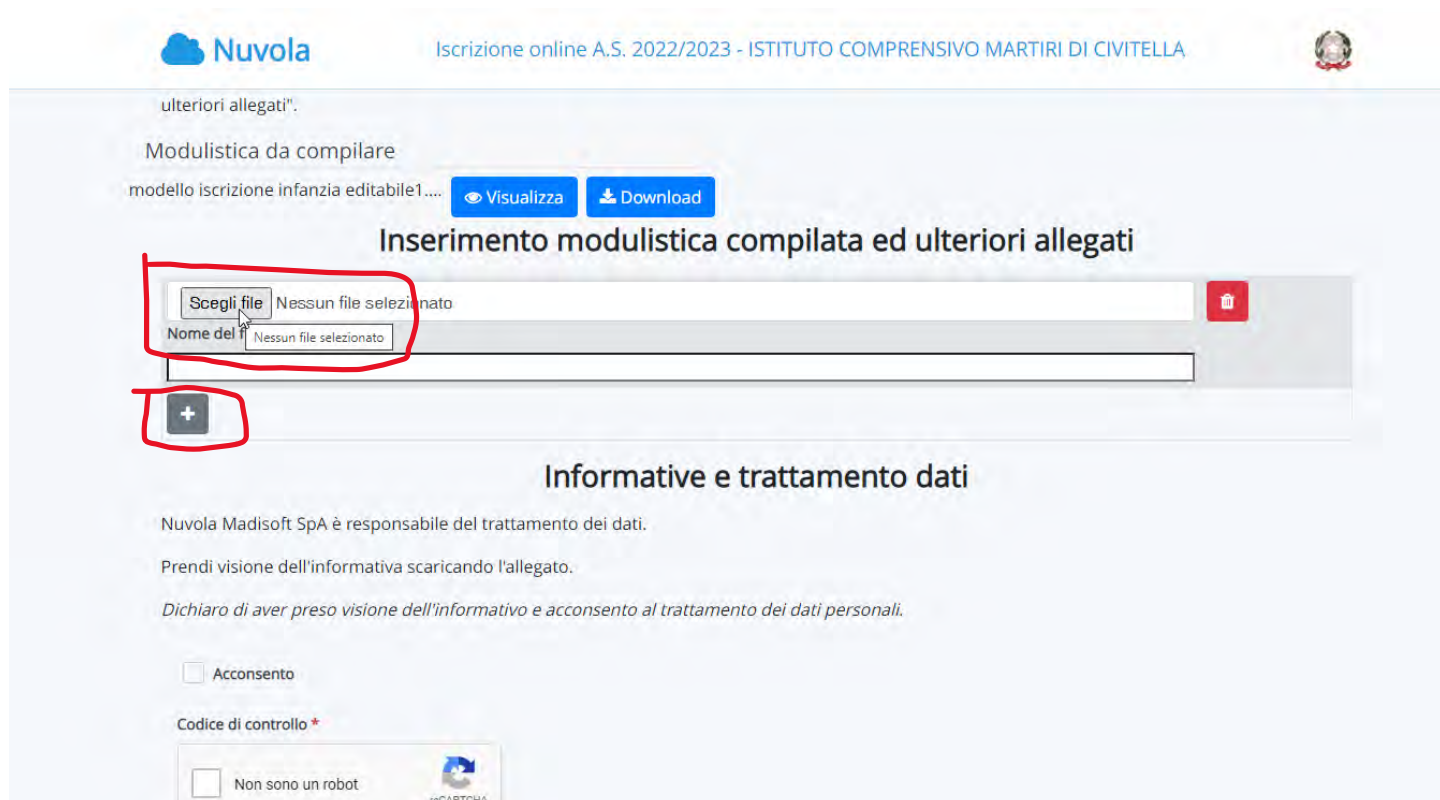 Nuvola
Iscrizione online A.S. 2022/2023 - ISTITUTO COMPRENSIVO MARTIRI DI CIVITELLA
ulteriori allegati".
Modulistica da compilare
modello iscrizione infanzia editabile1....
Visualizza
Download
Inserimento modulistica compilata ed ulteriori allegati
Scegli file Nessun file selezionato
Nome del f
Nessun file selezionato
+
Informative e trattamento dati
Nuvola Madisoft SpA è responsabile del trattamento dei dati.
Prendi visione dell'informativa scaricando l'allegato.
Dichiaro di aver preso visione dell'informativo e acconsento al trattamento dei dati personali.
Acconsento
Codice di controllo *
Non sono un robot